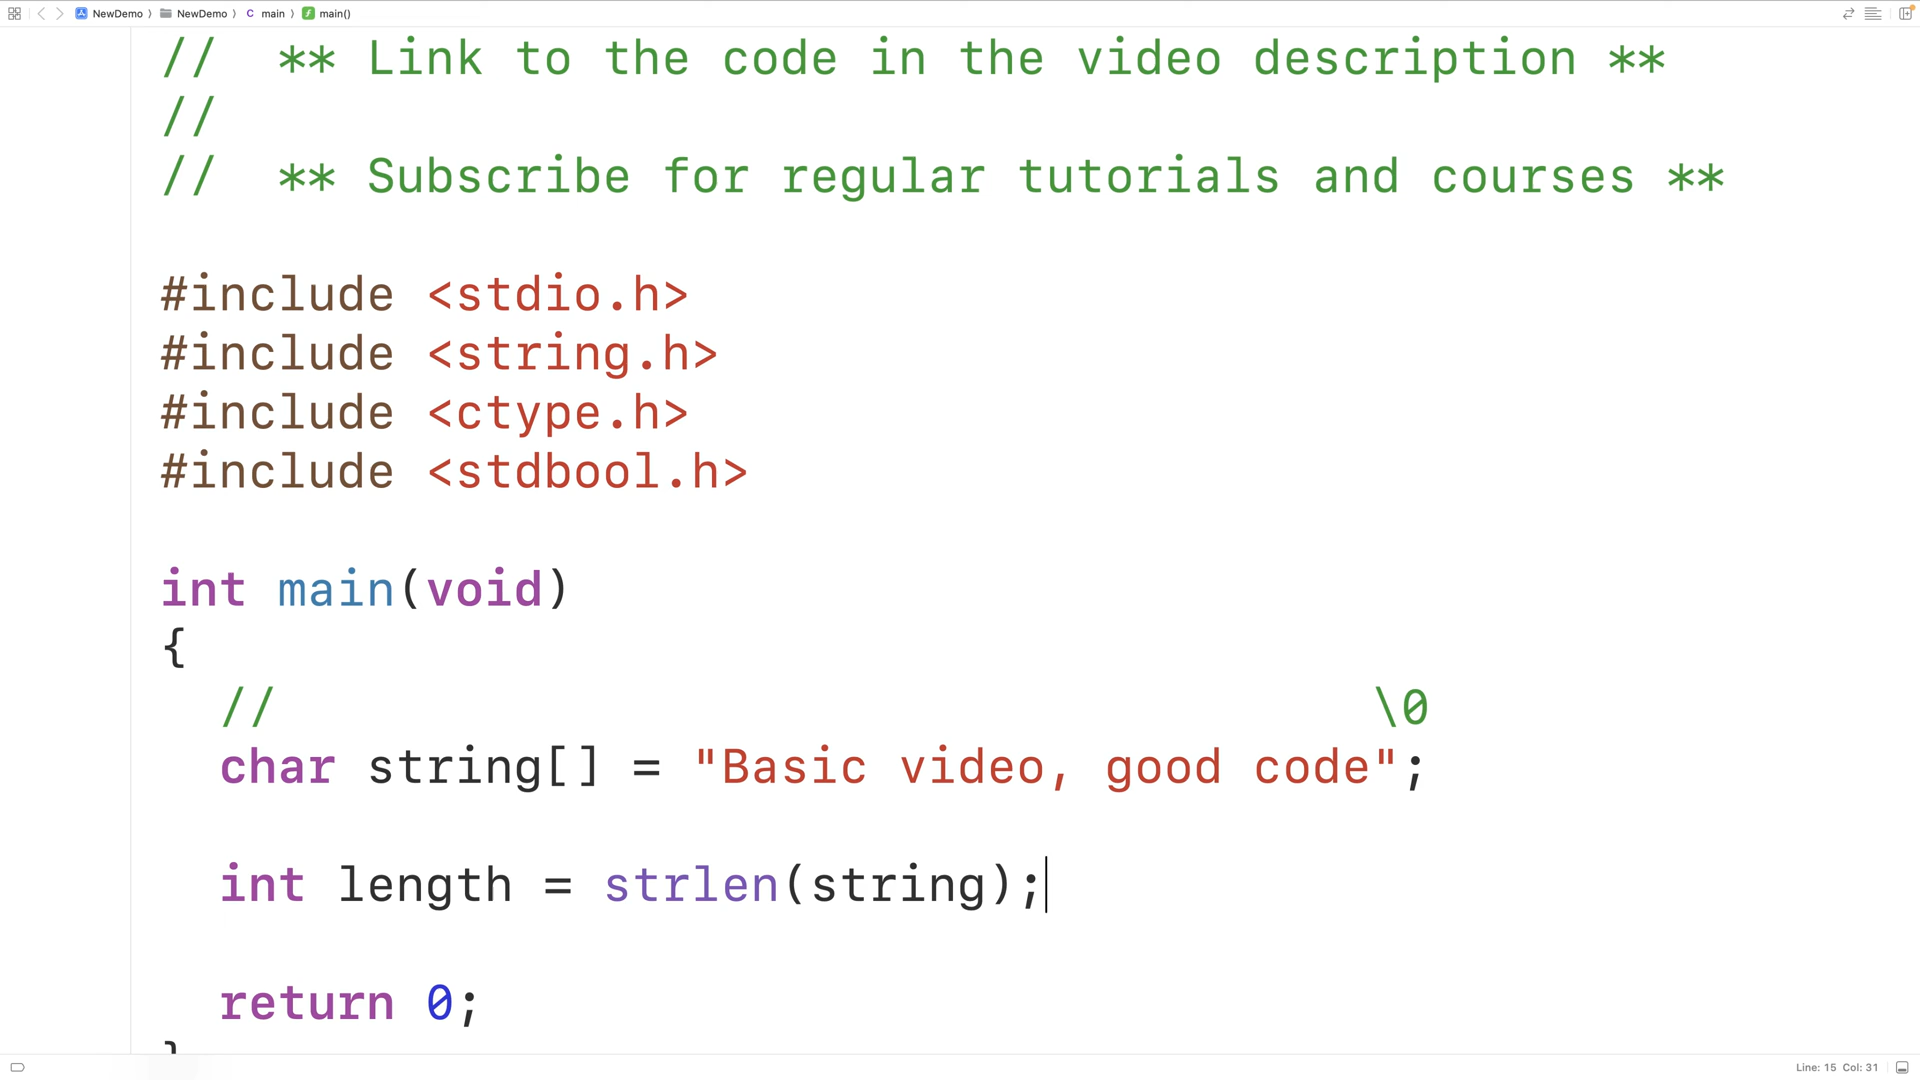 NewDemo 〉 NewDemo 〉 C main 〉 f main()
//  ** Link to the code in the video description **
//
//  ** Subscribe for regular tutorials and courses **
#include <stdio.h>
#include <string.h>
#include <ctype.h>
#include <stdbool.h>
int main(void)
{
  //                                     \0
  char string[] = "Basic video, good code";
  int length = strlen(string);
  return 0;
}
Line: 15 Col: 31